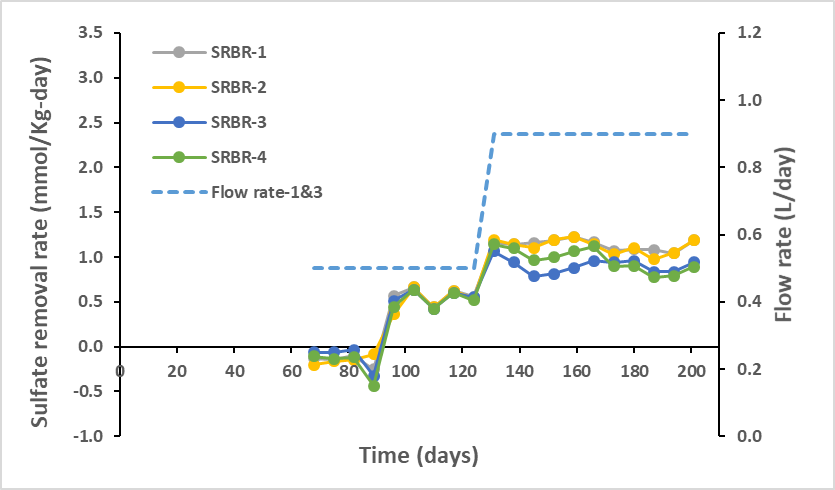 3.5
3.0
2.5
2.0
1.5
1.0
0.5
0.0
-0.5
-1.0
Sulfate removal rate (mmol/Kg-day)
SRBR-1
SRBR-2
SRBR-3
SRBR-4
Flow rate-1&3
0 20 40 60 80 100 120 140 160 180 200
Time (days)
1.2
1.0
0.8
0.6
0.4
0.2
0.0
Flow rate (L/day)